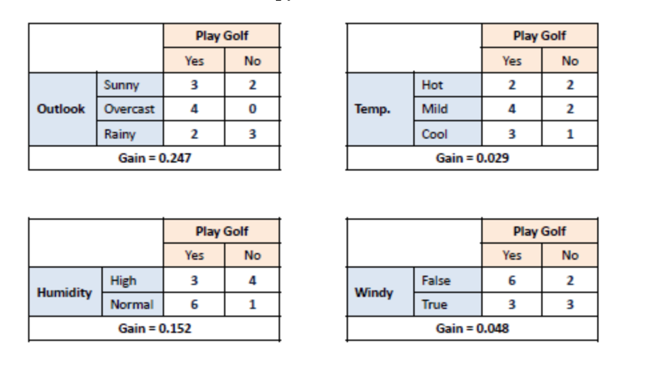 Play Golf
Yes No
Outlook Sunny 3 2
Overcast 4 0
Rainy 2 3
Gain = 0.247
Play Golf
Yes No
Temp. Hot 2 2
Mild 4 2
Cool 3 1
Gain = 0.029
Play Golf
Yes No
Humidity High 3 4
Normal 6 1
Gain = 0.152
Play Golf
Yes No
Windy False 6 2
True 3 3
Gain = 0.048